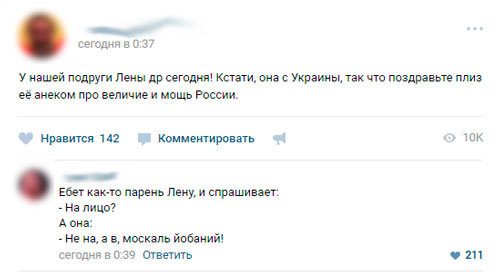 сегодня в 0:37
У нашей подруги Лены др сегодня! Кстати, она с Украины, так что поздравьте плиз
её анеком про величие и мощь России.
Нравится 142 Комментировать 10K
Ебет как-то парень Лену, и спрашивает:
- На лицо?
А она:
- Не на, а в, москаль йобаний!
сегодня в 0:39 Ответить 211